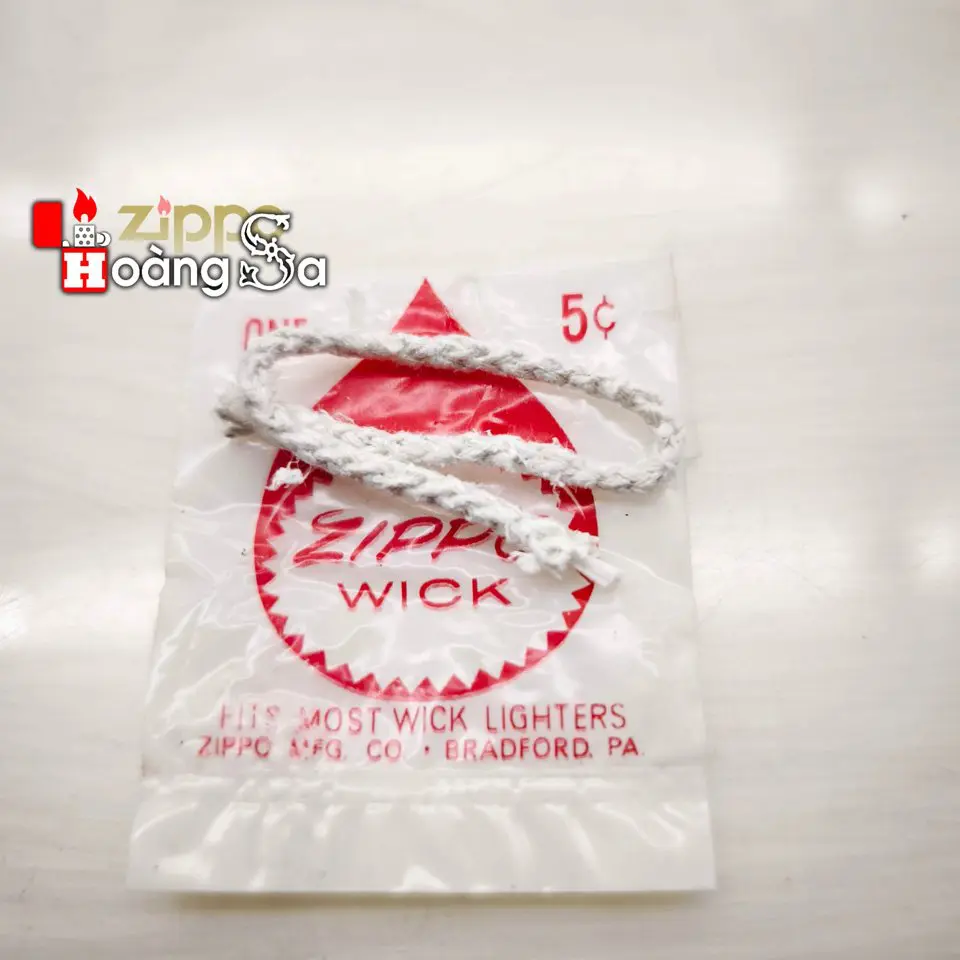 zippo
Hoàng Sa
ONE
5¢
ZIPPO
WICK
FITS MOST WICK LIGHTERS
ZIPPO MFG. CO • BRADFORD, PA.